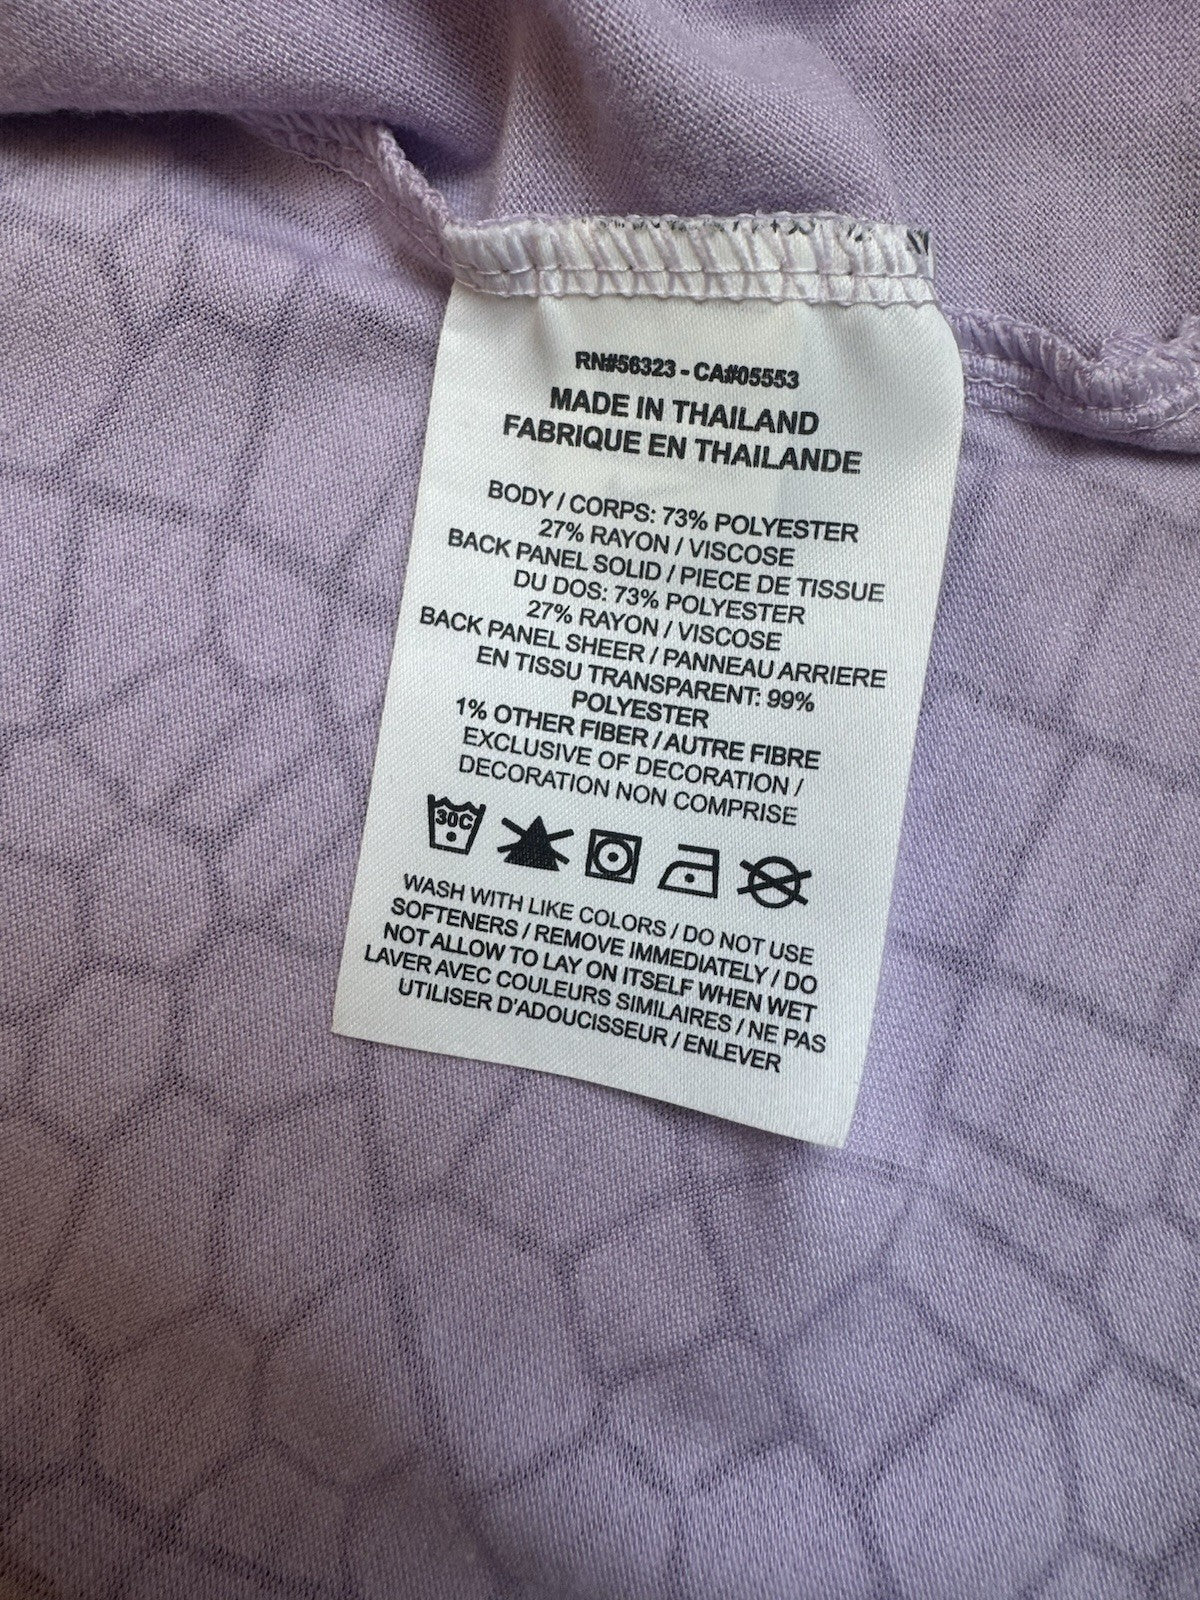 RN#56323 - CA#05553
MADE IN THAILAND
FABRIQUE EN THAILANDE
BODY / CORPS: 73% POLYESTER
27% RAYON / VISCOSE
BACK PANEL SOLID / PIECE DE TISSUE
DU DOS: 73% POLYESTER
27% RAYON / VISCOSE
BACK PANEL SHEER / PANNEAU ARRIERE
EN TISSU TRANSPARENT: 99%
POLYESTER
1% OTHER FIBER / AUTRE FIBRE
EXCLUSIVE OF DECORATION /
DECORATION NON COMPRISE
30C
WASH WITH LIKE COLORS / DO NOT USE
SOFTENERS / REMOVE IMMEDIATELY / DO
NOT ALLOW TO LAY ON ITSELF WHEN WET
LAVER AVEC COULEURS SIMILAIRES / NE PAS
UTILISER D'ADOUCISSEUR / ENLEVER